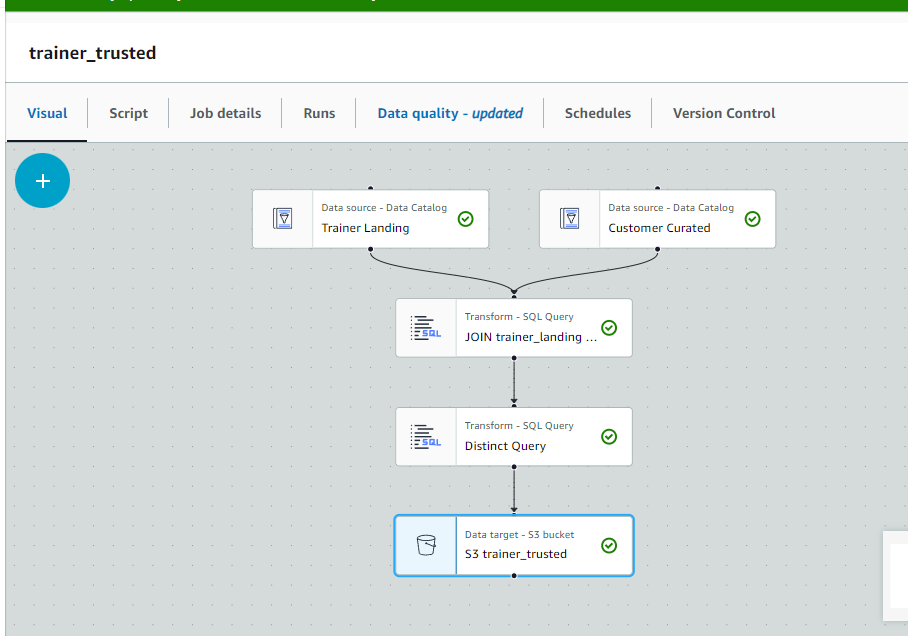 trainer_trusted
Visual
Script
Job details
Runs
Data quality - updated
Schedules
Version Control
Data source - Data Catalog
Trainer Landing
Data source - Data Catalog
Customer Curated
Transform - SQL Query
SQL
JOIN trainer_landing ...
Transform - SQL Query
SQL
Distinct Query
Data target - S3 bucket
S3 trainer_trusted